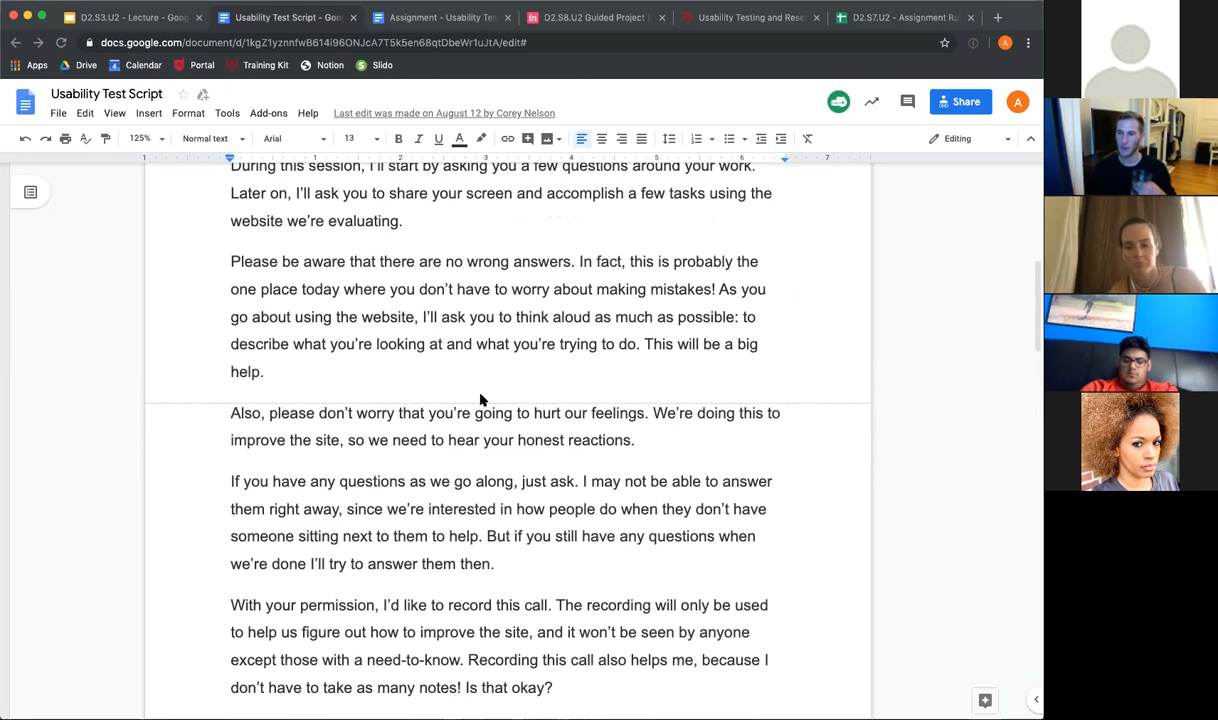 D2.S3.U2 - Lecture - Goog
Usability Test Script - Goo
Assignment - Usability Tes
D2.S8.U2 Guided Project |
Usability Testing and Rese
D2.S7.U2 - Assignment Ru
docs.google.com/document/d/1kgZ1yznnfwB614i96ONJcA7T5k5en68qtDbeWr1uJtA/edit#
A
Apps
Drive
Calendar
Portal
Training Kit
Notion
Slido
Usability Test Script
File Edit View Insert Format Tools Add-ons Help
Last edit was made on August 12 by Corey Nelson
Share
A
125%
Normal text
Arial
13
B I U A
Editing
1 1 2 3 4 5 6 7
During this session, I'll start by asking you a few questions around your work.
Later on, I'll ask you to share your screen and accomplish a few tasks using the
website we're evaluating.
Please be aware that there are no wrong answers. In fact, this is probably the
one place today where you don't have to worry about making mistakes! As you
go about using the website, I'll ask you to think aloud as much as possible: to
describe what you're looking at and what you're trying to do. This will be a big
help.
Also, please don't worry that you're going to hurt our feelings. We're doing this to
improve the site, so we need to hear your honest reactions.
If you have any questions as we go along, just ask. I may not be able to answer
them right away, since we're interested in how people do when they don't have
someone sitting next to them to help. But if you still have any questions when
we're done I'll try to answer them then.
With your permission, I'd like to record this call. The recording will only be used
to help us figure out how to improve the site, and it won't be seen by anyone
except those with a need-to-know. Recording this call also helps me, because I
don't have to take as many notes! Is that okay?